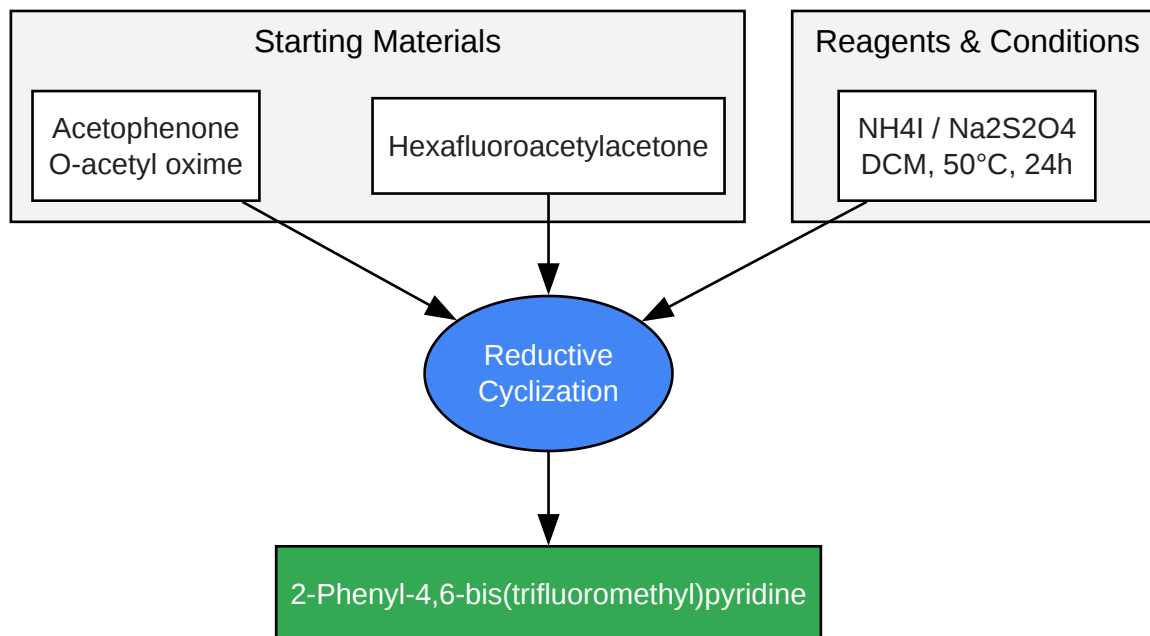 Starting Materials
Reagents & Conditions
Acetophenone
O-acetyl oxime
Hexafluoroacetylacetone
NH4I / Na2S2O4
DCM, 50°C, 24h
Reductive
Cyclization
2-Phenyl-4,6-bis(trifluoromethyl)pyridine